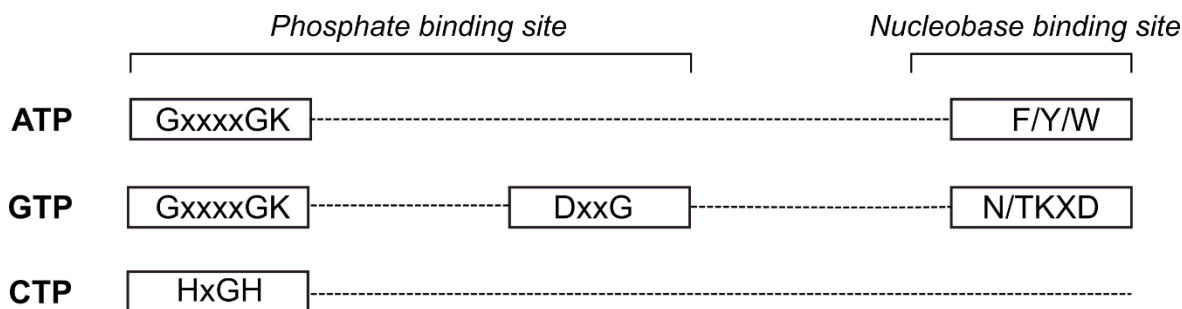 Phosphate binding site Nucleobase binding site
ATP GxxxxGK F/Y/W
GTP GxxxxGK DxxG N/TKXD
CTP HxGH